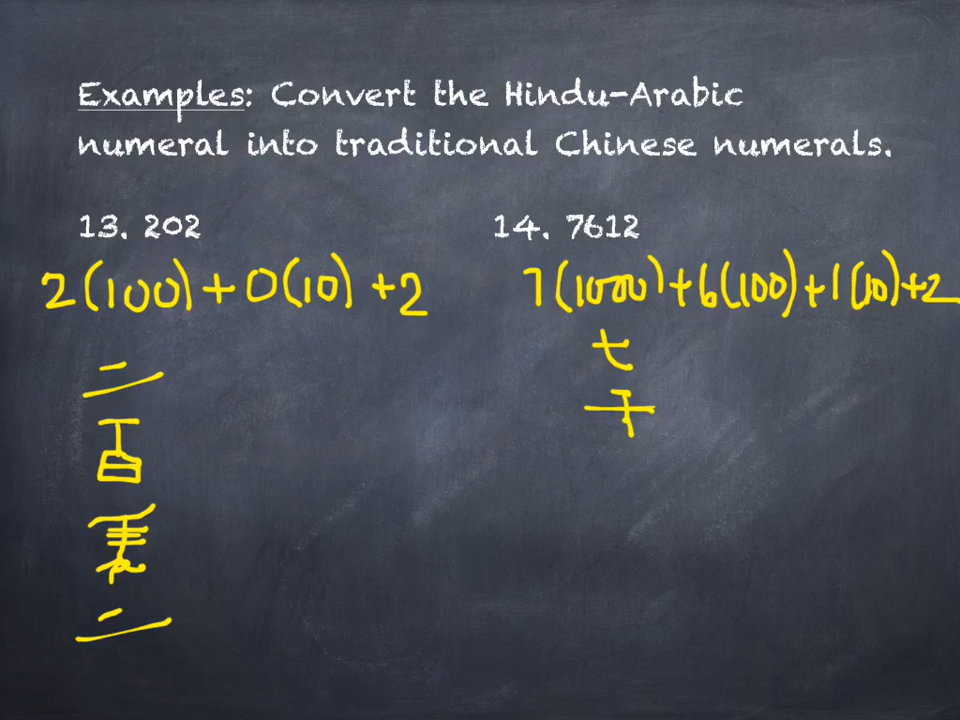 Examples: Convert the Hindu-Arabic
numeral into traditional Chinese numerals.
13. 202
2(100)+0(10)+2
二
百
零
二
14. 7612
7(1000)+6(100)+1(10)+2
七
千